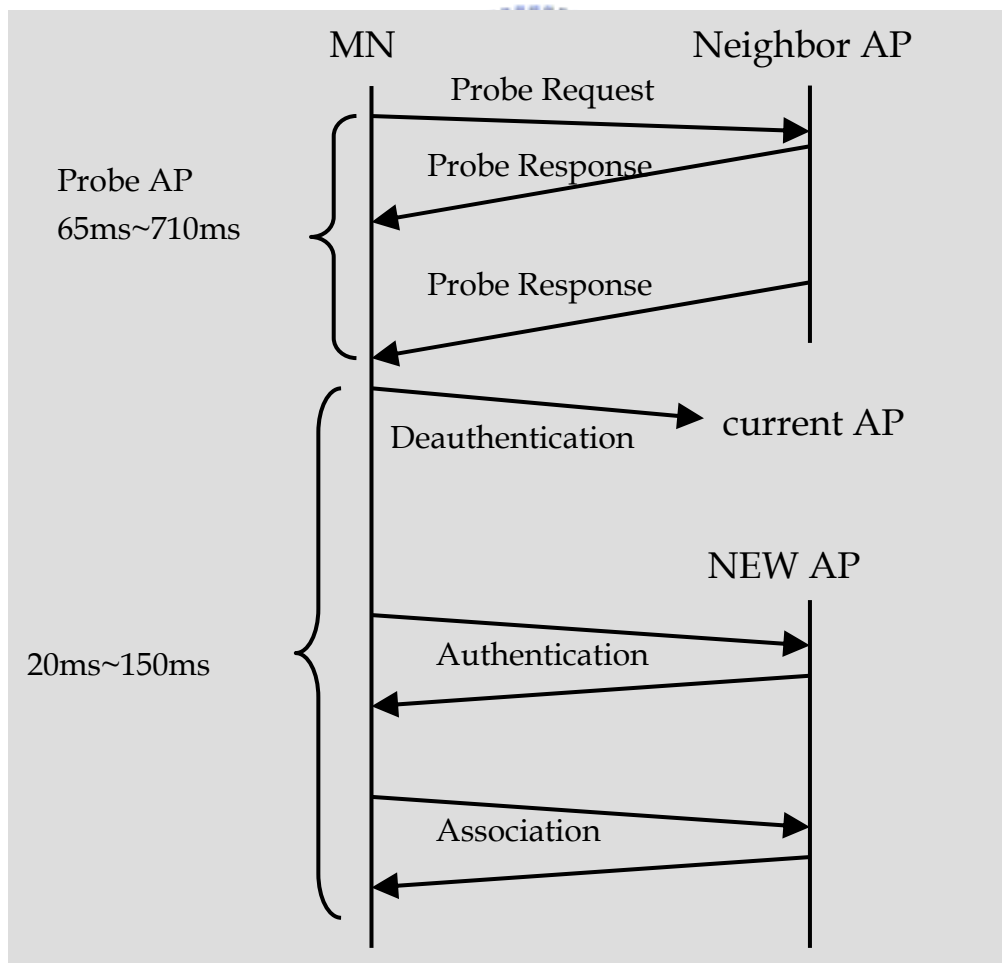 MN
Neighbor AP
Probe Request
Probe Response
Probe AP
65ms~710ms
Probe Response
Deauthentication
current AP
NEW AP
Authentication
20ms~150ms
Association